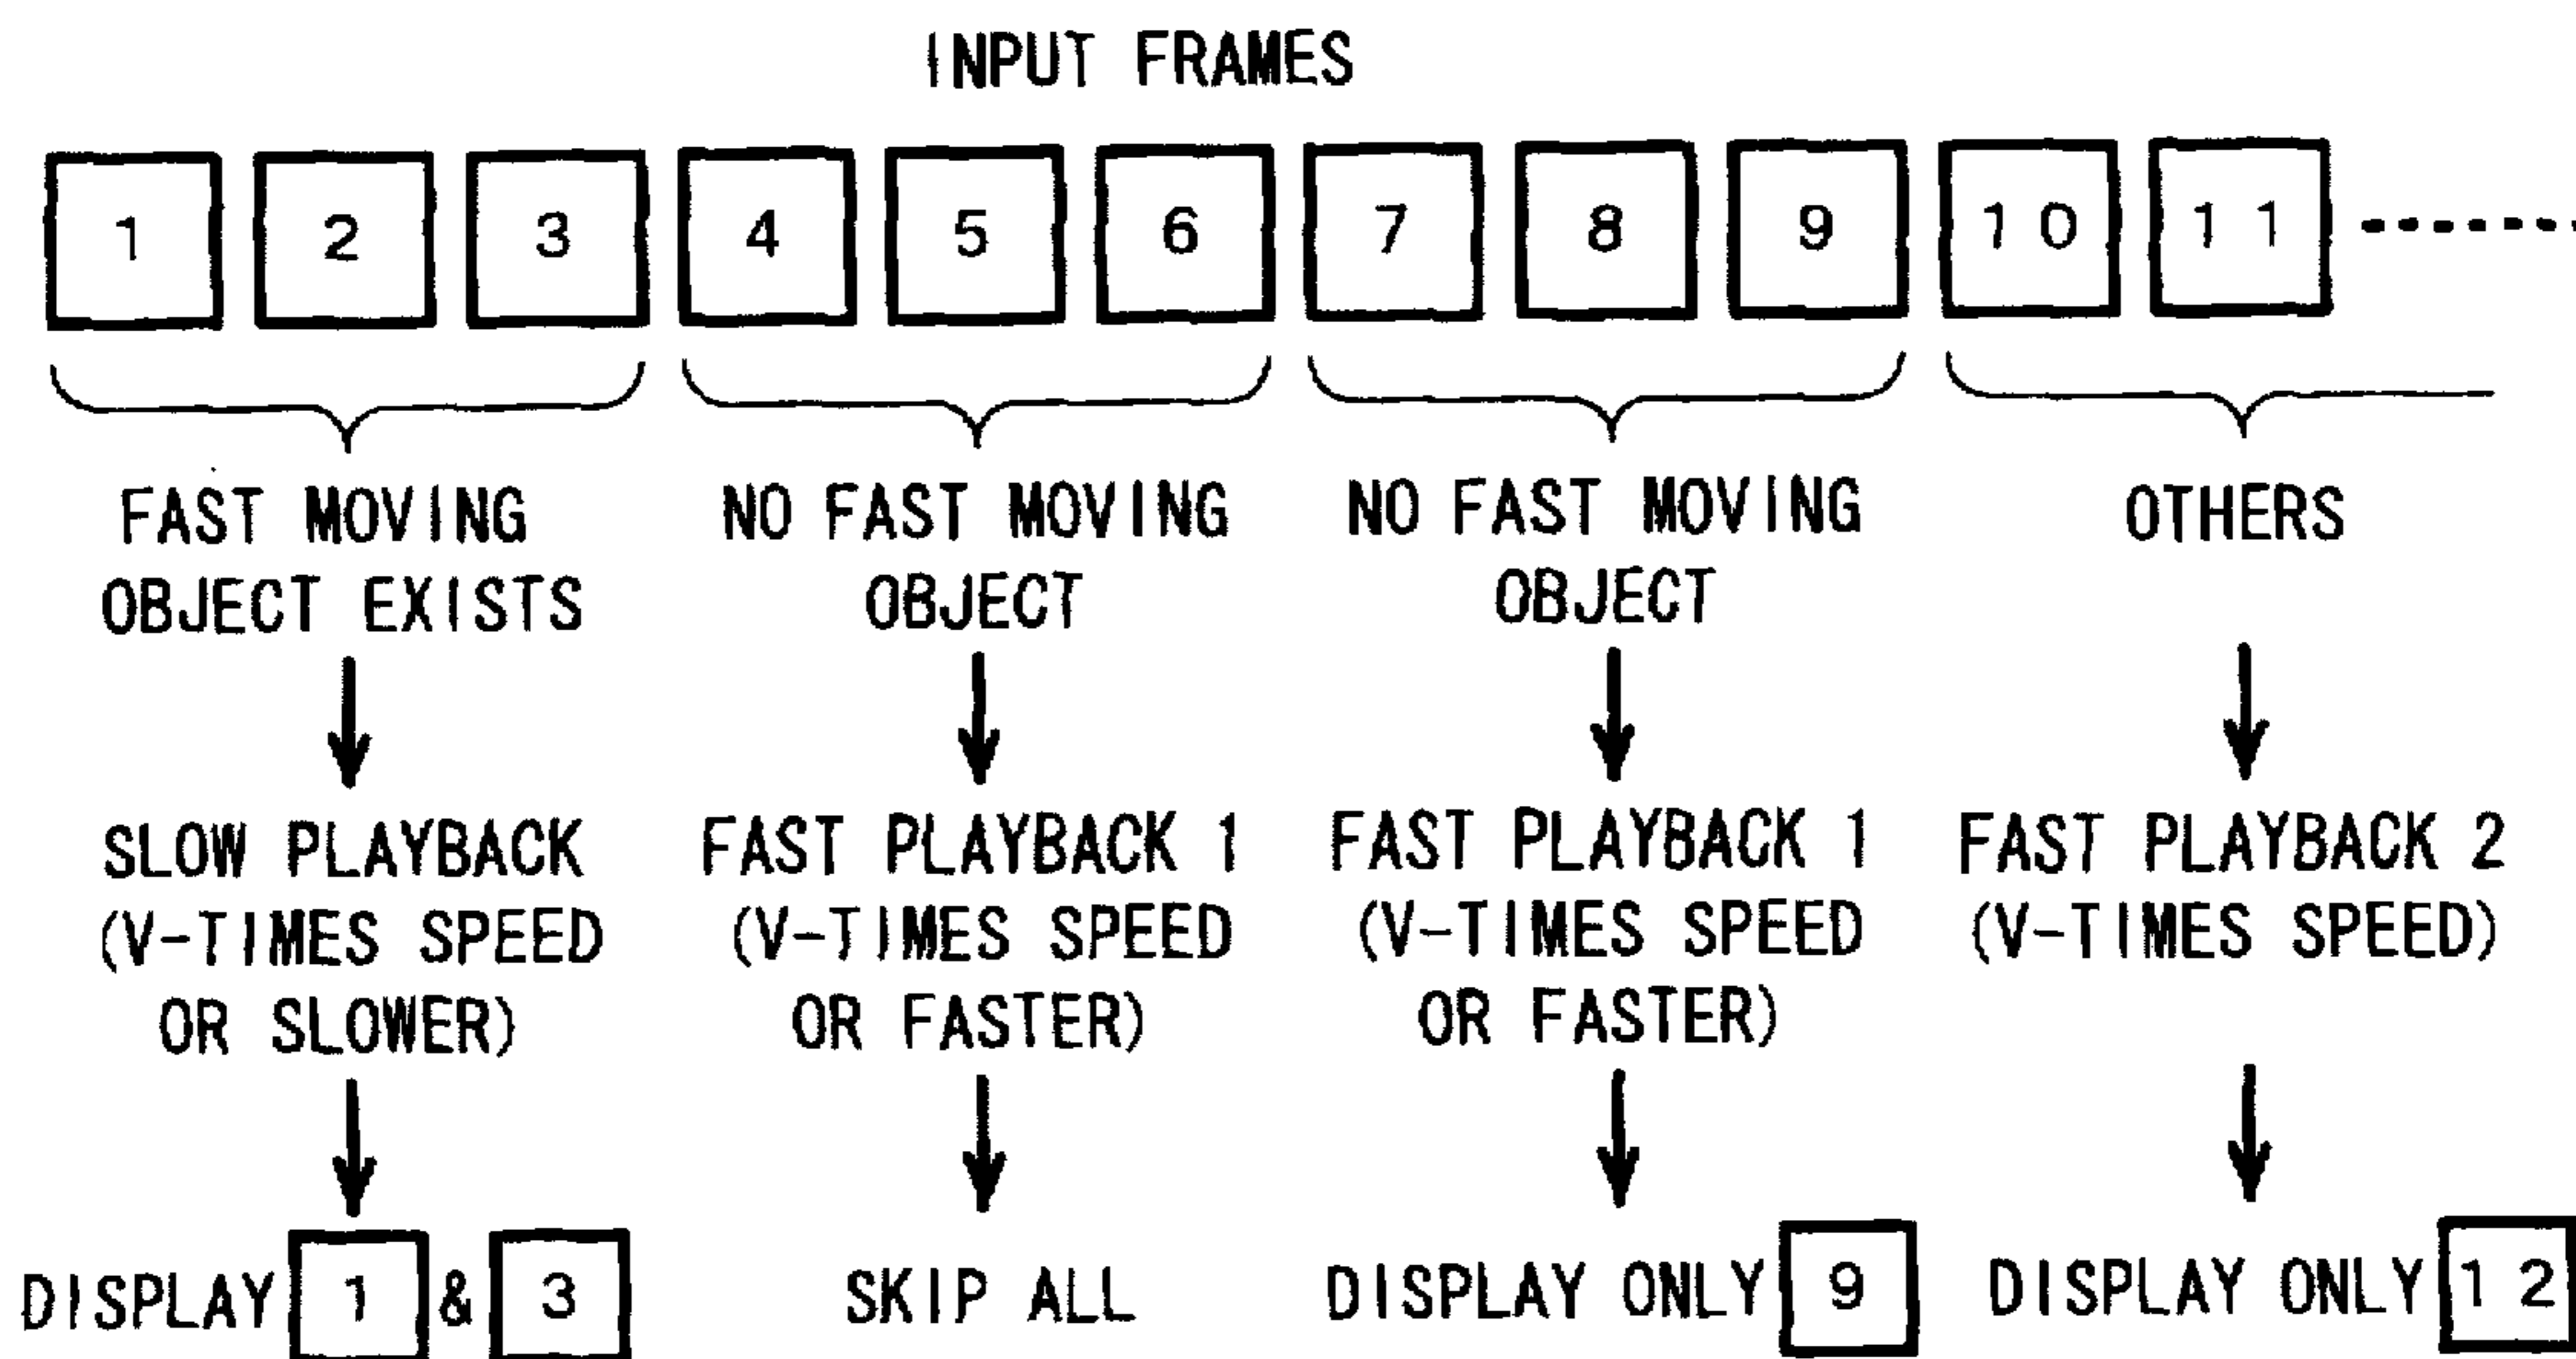 INPUT FRAMES
1 2 3 4 5 6 7 8 9 10 11
FAST MOVING OBJECT EXISTS
NO FAST MOVING OBJECT
NO FAST MOVING OBJECT
OTHERS
SLOW PLAYBACK
(V-TIMES SPEED
OR SLOWER)
FAST PLAYBACK 1
(V-TIMES SPEED
OR FASTER)
FAST PLAYBACK 1
(V-TIMES SPEED
OR FASTER)
FAST PLAYBACK 2
(V-TIMES SPEED)
DISPLAY 1 & 3
SKIP ALL
DISPLAY ONLY 9
DISPLAY ONLY 12